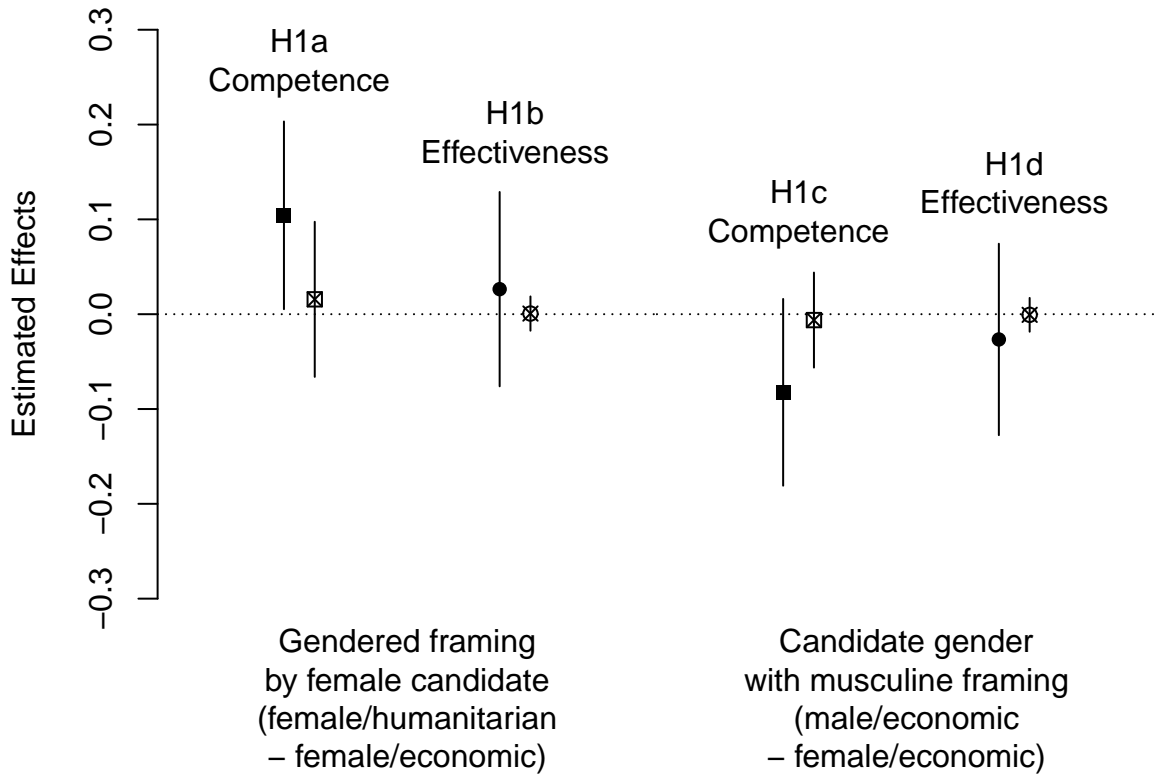 Estimated Effects
0.3
0.2
0.1
0.0
−0.1
−0.2
−0.3
H1a
Competence
H1b
Effectiveness
H1c
Competence
H1d
Effectiveness
Gendered framing
by female candidate
(female/humanitarian
− female/economic)
Candidate gender
with musculine framing
(male/economic
− female/economic)